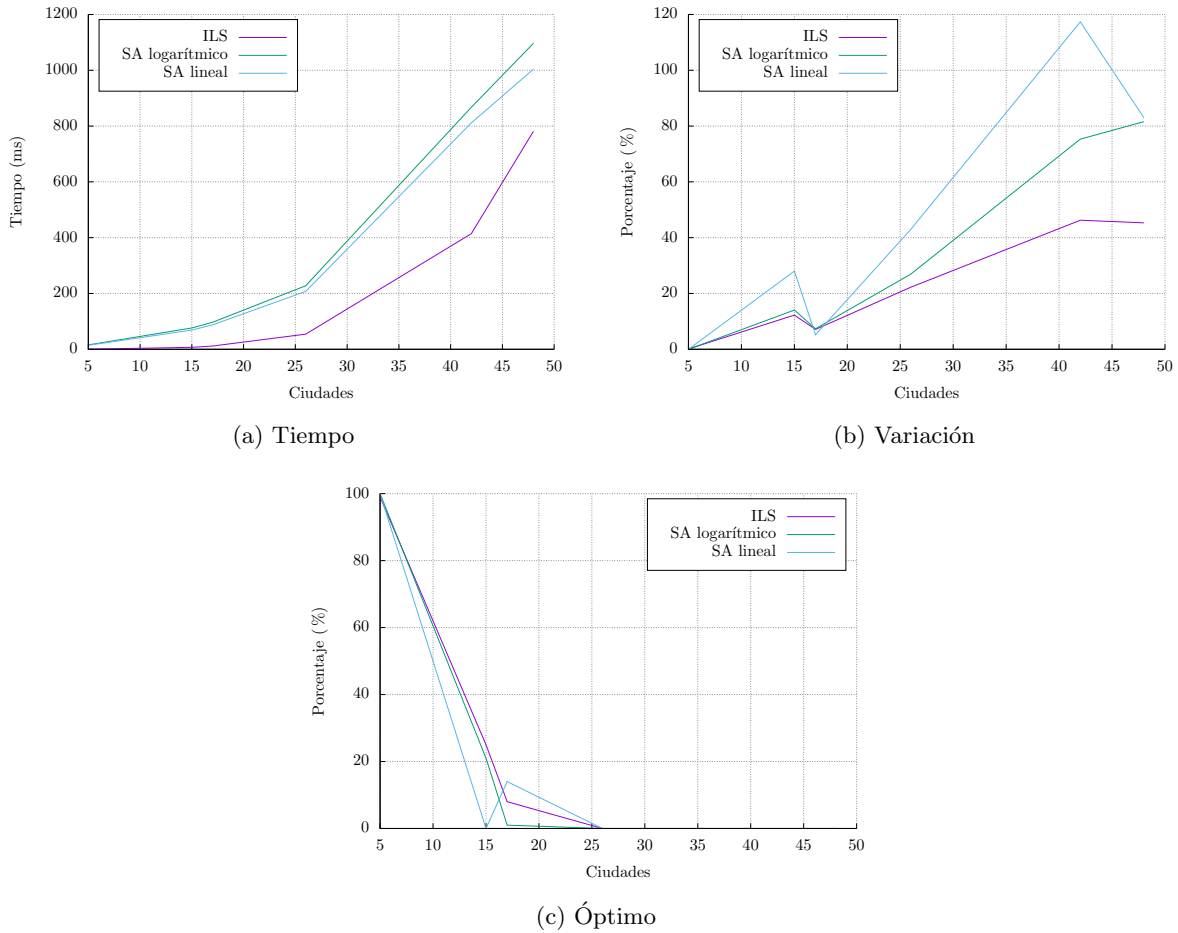 ILS
SA logarítmico
SA lineal
1200
1000
800
600
400
200
0
5 10 15 20 25 30 35 40 45 50
Tiempo (ms)
Ciudades
(a) Tiempo
ILS
SA logarítmico
SA lineal
120
100
80
60
40
20
0
5 10 15 20 25 30 35 40 45 50
Porcentaje ( %)
Ciudades
(b) Variación
ILS
SA logarítmico
SA lineal
100
80
60
40
20
0
5 10 15 20 25 30 35 40 45 50
Porcentaje ( %)
Ciudades
(c) Óptimo